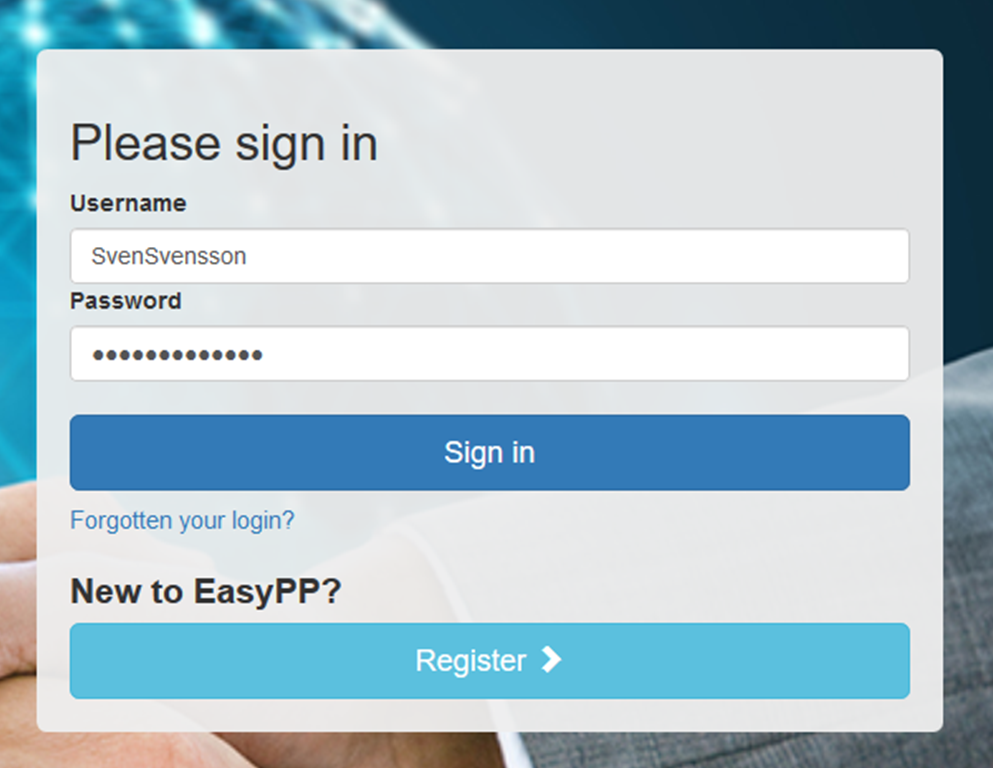 Please sign in
Username
SvenSvensson
Password
•••••••••••••
Sign in
Forgotten your login?
New to EasyPP?
Register